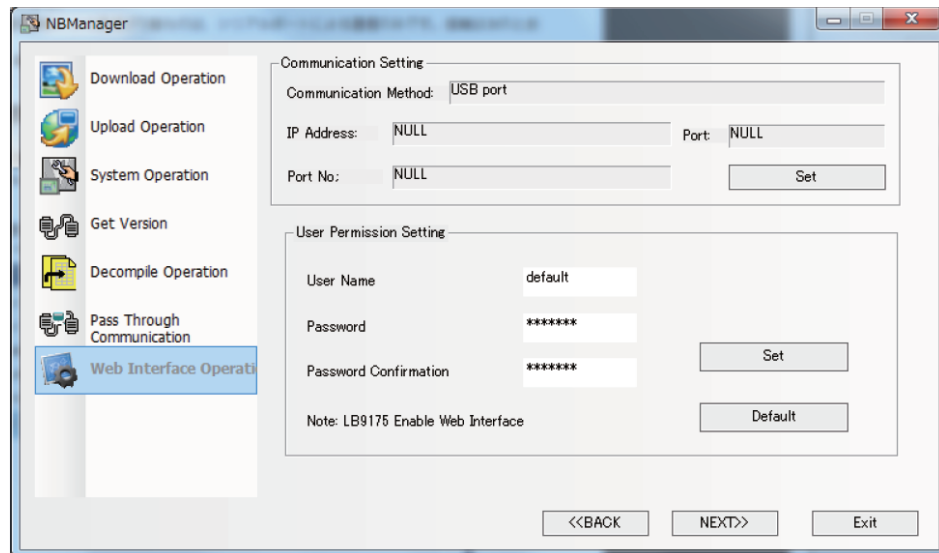 NBManager
Download Operation
Upload Operation
System Operation
Get Version
Decompile Operation
Pass Through
Communication
Web Interface Operati
Communication Setting
Communication Method: USB port
IP Address: NULL Port: NULL
Port No.: NULL Set
User Permission Setting
User Name default
Password *******
Password Confirmation *******
Set
Note: LB9175 Enable Web Interface
Default
<<BACK NEXT>> Exit